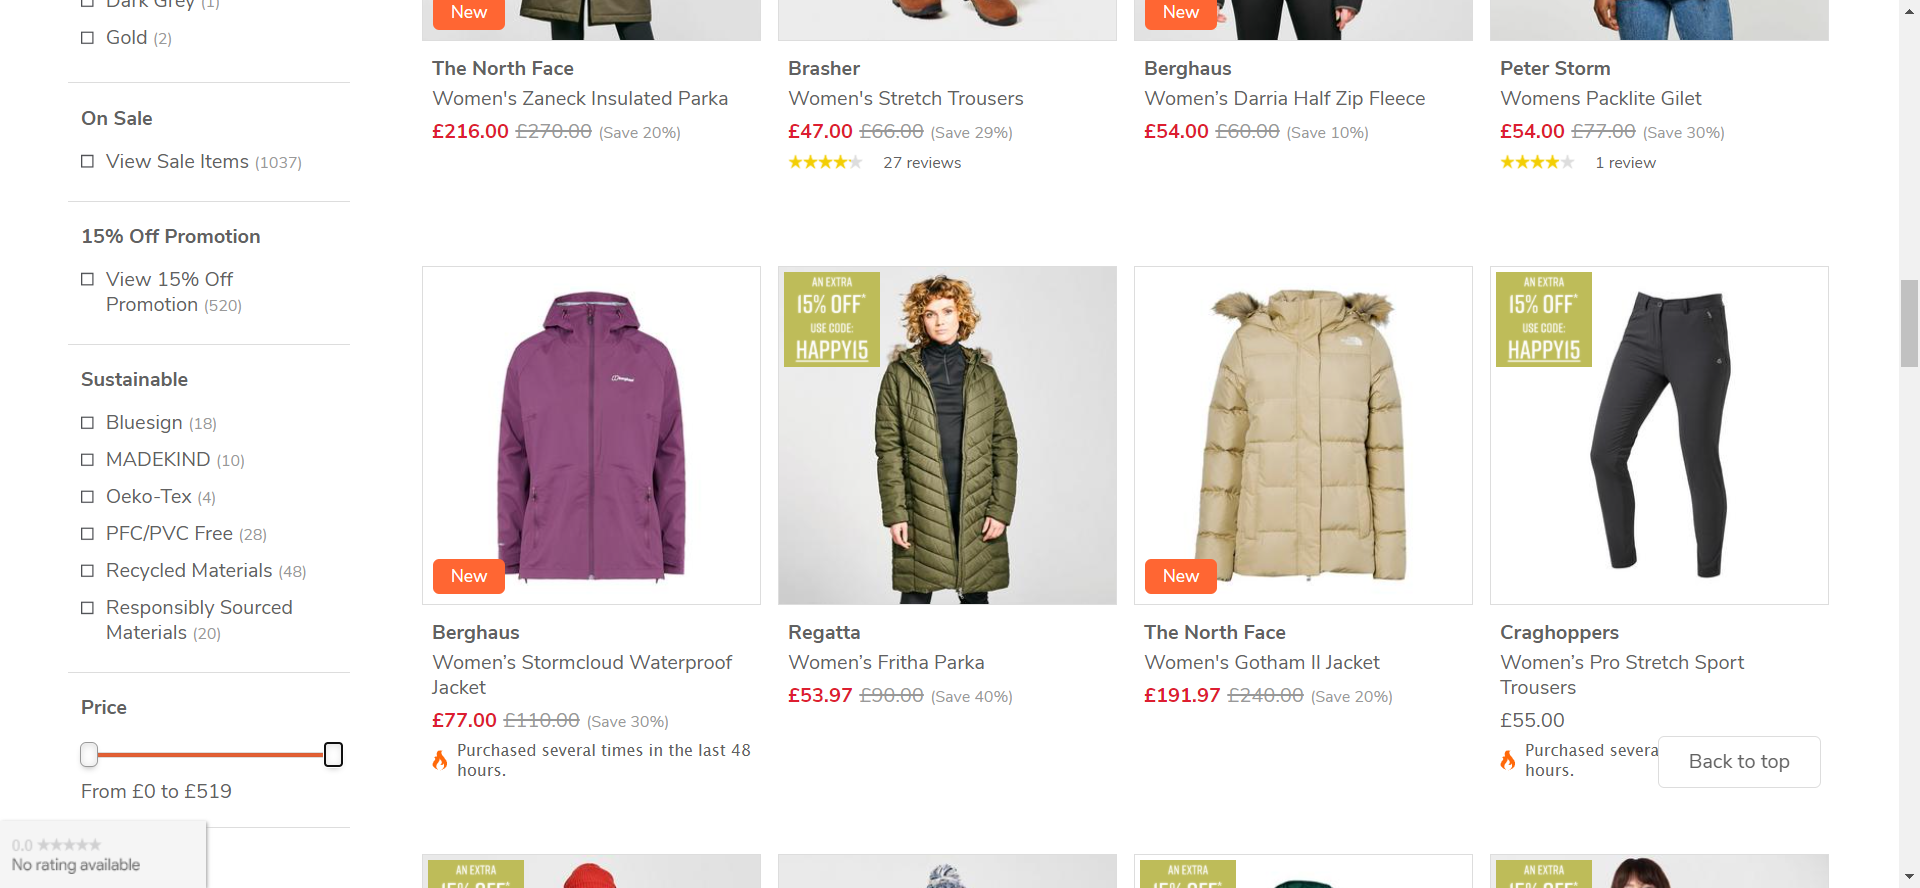 Dark Grey (1)
Gold (2)
On Sale
View Sale Items (1037)
15% Off Promotion
View 15% Off
Promotion (520)
Sustainable
Bluesign (18)
MADEKIND (10)
Oeko-Tex (4)
PFC/PVC Free (28)
Recycled Materials (48)
Responsibly Sourced
Materials (20)
Price
From £0 to £519
0.0 ★★★★★
No rating available
New
The North Face
Women's Zaneck Insulated Parka
£216.00 £270.00 (Save 20%)
Brasher
Women's Stretch Trousers
£47.00 £66.00 (Save 29%)
27 reviews
New
Berghaus
Women’s Darria Half Zip Fleece
£54.00 £60.00 (Save 10%)
Peter Storm
Womens Packlite Gilet
£54.00 £77.00 (Save 30%)
1 review
New
Berghaus
Women’s Stormcloud Waterproof
Jacket
£77.00 £110.00 (Save 30%)
Purchased several times in the last 48
hours.
AN EXTRA
15% OFF*
USE CODE:
HAPPY15
Regatta
Women’s Fritha Parka
£53.97 £90.00 (Save 40%)
New
The North Face
Women's Gotham II Jacket
£191.97 £240.00 (Save 20%)
AN EXTRA
15% OFF*
USE CODE:
HAPPY15
Craghoppers
Women’s Pro Stretch Sport
Trousers
£55.00
Purchased severa
hours.
Back to top
AN EXTRA
15% OFF*
AN EXTRA
15% OFF*
AN EXTRA
15% OFF*